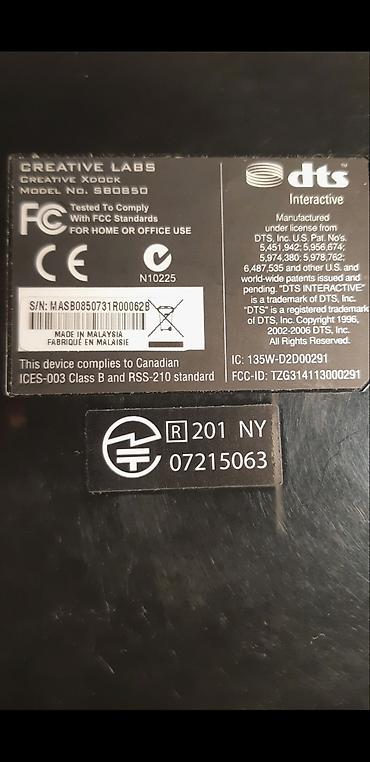 CREATIVE LABS
CREATIVE XDOCK
MODEL NO. SB0850
FC Tested To Comply
With FCC Standards
FOR HOME OR OFFICE USE
CE
N10225
S/N: MASB0850731R00062B
MADE IN MALAYSIA
FABRIQUÉ EN MALAISIE
This device complies to Canadian
ICES-003 Class B and RSS-210 standard
dts™
Interactive
Manufactured
under license from
DTS, Inc. U.S. Pat. No's.
5,451,942; 5,956,674;
5,974,380; 5,978,762;
6,487,535 and other U.S. and
world-wide patents issued and
pending. "DTS INTERACTIVE"
is a trademark of DTS, Inc.
"DTS" is a registered trademark
of DTS, Inc. Copyright 1996,
2002-2006 DTS, Inc.
All Rights Reserved.
IC: 135W-D2D00291
FCC-ID: TZG314113000291
R 201 NY
07215063